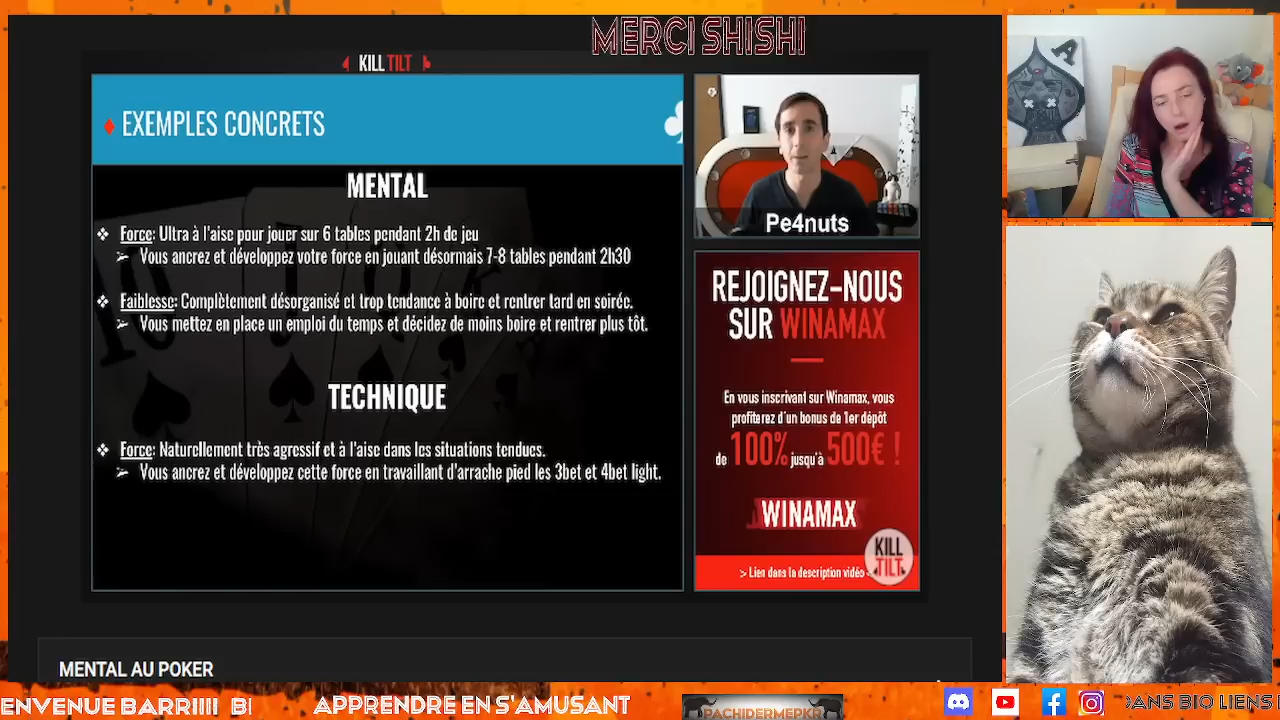 MERCI SHISHI
KILL TILT
EXEMPLES CONCRETS
MENTAL
Force: Ultra à l'aise pour jouer sur 6 tables pendant 2h de jeu
Vous ancrez et développez votre force en jouant désormais 7-8 tables pendant 2h30
Faiblesse: Complètement désorganisé et trop tendance à boire et rentrer tard en soirée.
Vous mettez en place un emploi du temps et décidez de moins boire et rentrer plus tôt.
TECHNIQUE
Force: Naturellement très agressif et à l'aise dans les situations tendues.
Vous ancrez et développez cette force en travaillant d'arrache pied les 3bet et 4bet light.
Pe4nuts
REJOIGNEZ-NOUS
SUR WINAMAX
En vous inscrivant sur Winamax, vous
profiterez d'un bonus de 1er dépôt
de 100% jusqu'à 500€ !
WINAMAX
KILL
TILT
> Lien dans la description vidéo
A
MENTAL AU POKER
ENVENUE BARRIIII BI
APPRENDRE EN S'AMUSANT
PACHIDERMEPKR
DANS BIO LIENS